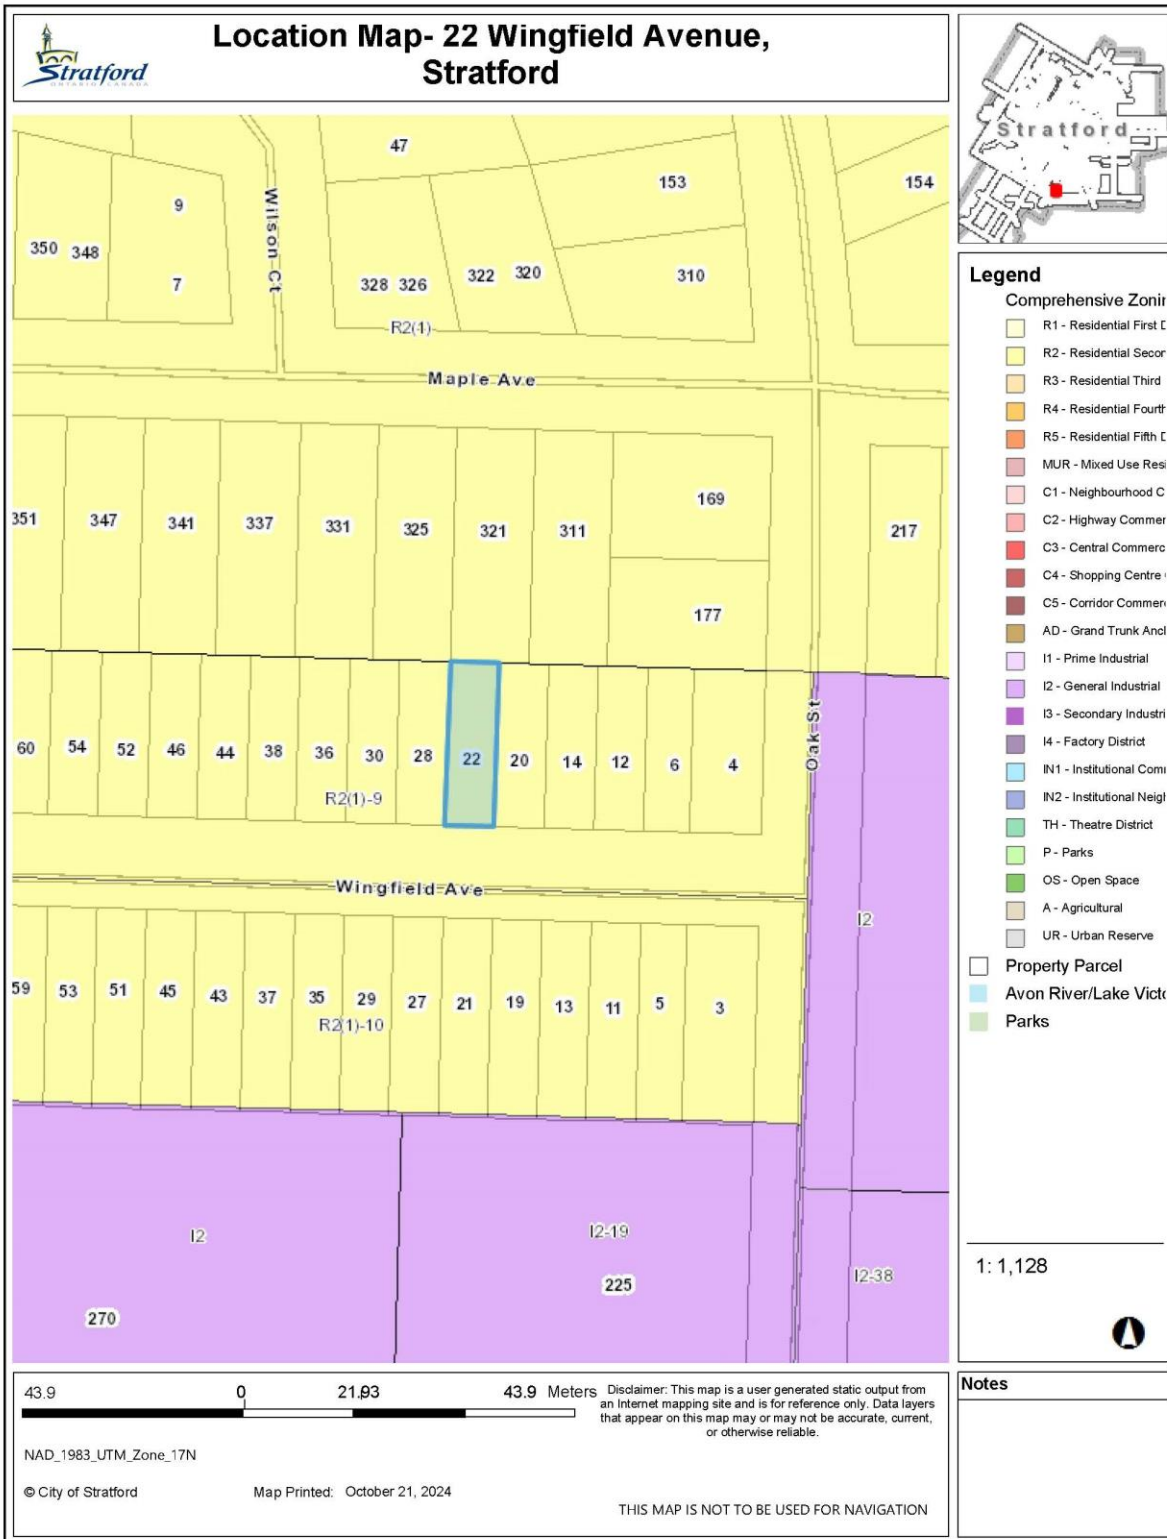 Stratford
ONTARIO CANADA
Location Map- 22 Wingfield Avenue,
Stratford
47
153
154
9
350 348
7
Wilson Ct
328 326
322 320
310
R2(1)
Maple Ave
351 347 341 337 331 325 321 311
169
217
177
60 54 52 46 44 38 36 30 28 22 20 14 12 6 4
R2(1)-9
Oak St
Wingfield Ave
I2
59 53 51 45 43 37 35 29 27 21 19 13 11 5 3
R2(1)-10
I2
I2-19
225
I2-38
270
Stratford
Legend
Comprehensive Zonin
R1 - Residential First D
R2 - Residential Secon
R3 - Residential Third
R4 - Residential Fourth
R5 - Residential Fifth D
MUR - Mixed Use Resi
C1 - Neighbourhood C
C2 - Highway Commer
C3 - Central Commerc
C4 - Shopping Centre
C5 - Corridor Commer
AD - Grand Trunk Anci
I1 - Prime Industrial
I2 - General Industrial
I3 - Secondary Industri
I4 - Factory District
IN1 - Institutional Com
IN2 - Institutional Neigh
TH - Theatre District
P - Parks
OS - Open Space
A - Agricultural
UR - Urban Reserve
Property Parcel
Avon River/Lake Victo
Parks
1: 1,128
43.9 0 21.93 43.9 Meters
NAD_1983_UTM_Zone_17N
© City of Stratford Map Printed: October 21, 2024
Disclaimer: This map is a user generated static output from
an Internet mapping site and is for reference only. Data layers
that appear on this map may or may not be accurate, current,
or otherwise reliable.
THIS MAP IS NOT TO BE USED FOR NAVIGATION
Notes